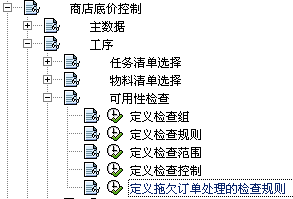 商店底价控制
主数据
工序
任务清单选择
物料清单选择
可用性检查
定义检查组
定义检查规则
定义检查范围
定义检查控制
定义拖欠订单处理的检查规则